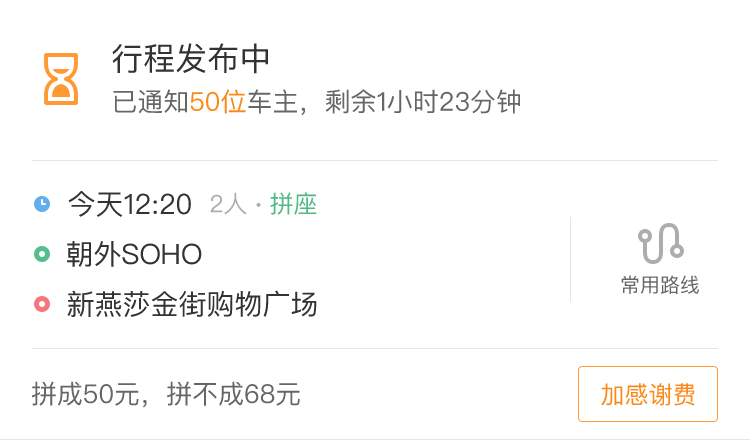 行程发布中
已通知50位车主，剩余1小时23分钟
今天12:20 2人·拼座
朝外SOHO
新燕莎金街购物广场
常用路线
拼成50元，拼不成68元
加感谢费